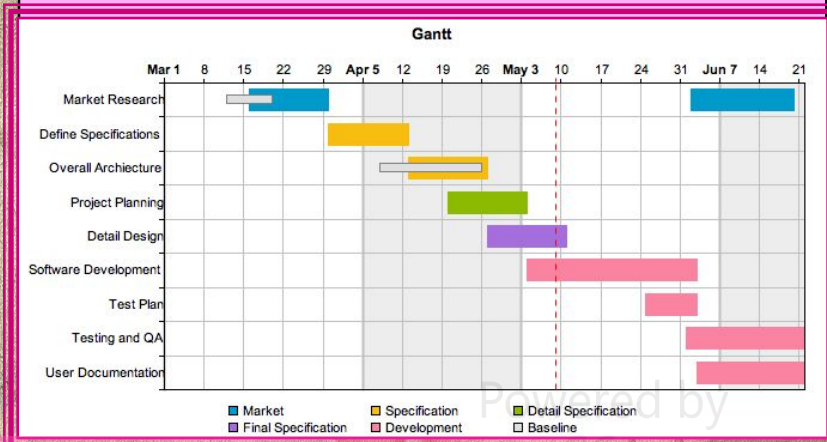 Gantt
Mar 1 8 15 22 29 Apr 5 12 19 26 May 3 10 17 24 31 Jun 7 14 21
Market Research
Define Specifications
Overall Archiecture
Project Planning
Detail Design
Software Development
Test Plan
Testing and QA
User Documentation
Market Specification Detail Specification
Final Specification Development Baseline
Powered by